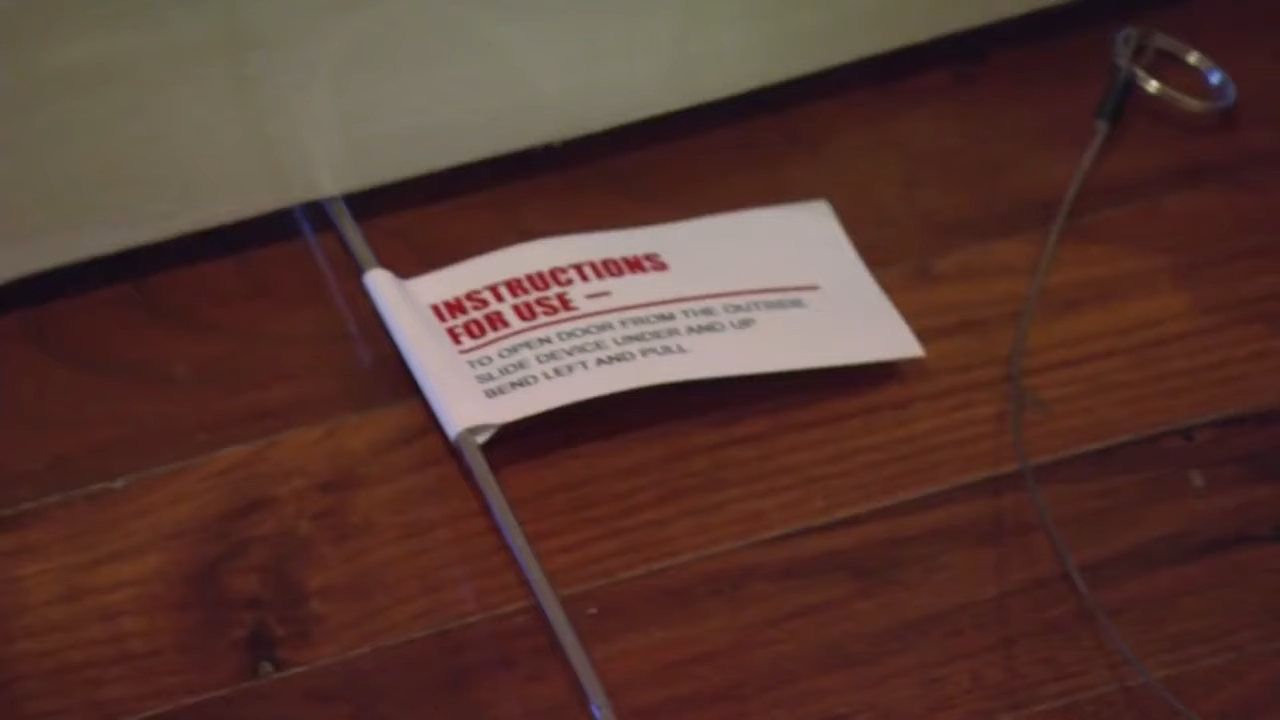 INSTRUCTIONS
FOR USE –
TO OPEN DOOR FROM THE OUTSIDE
SLIDE DEVICE UNDER AND UP
BEND LEFT AND PULL